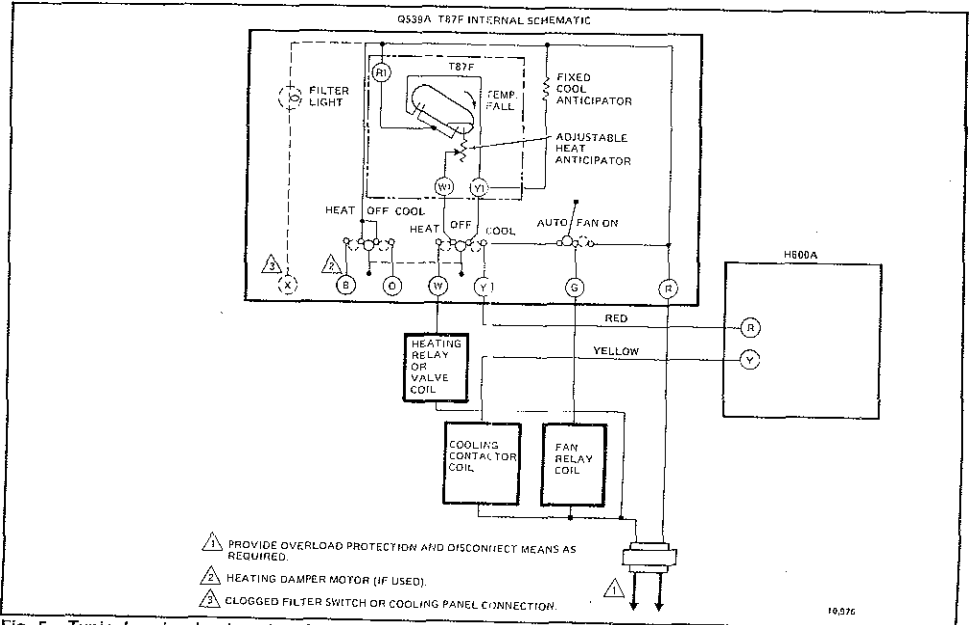 Q539A T87F INTERNAL SCHEMATIC
T87F
R1
FILTER
LIGHT
TEMP.
FALL
FIXED
COOL
ANTICIPATOR
ADJUSTABLE
HEAT
ANTICIPATOR
W1
Y1
HEAT OFF COOL
HEAT OFF COOL
AUTO FAN ON
3
2
X
B
O
W
Y
G
R
H600A
RED
R
YELLOW
Y
HEATING
RELAY
OR
VALVE
COIL
COOLING
CONTACTOR
COIL
FAN
RELAY
COIL
1 PROVIDE OVERLOAD PROTECTION AND DISCONNECT MEANS AS
REQUIRED.
2 HEATING DAMPER MOTOR (IF USED).
3 CLOGGED FILTER SWITCH OR COOLING PANEL CONNECTION.
1
10,976